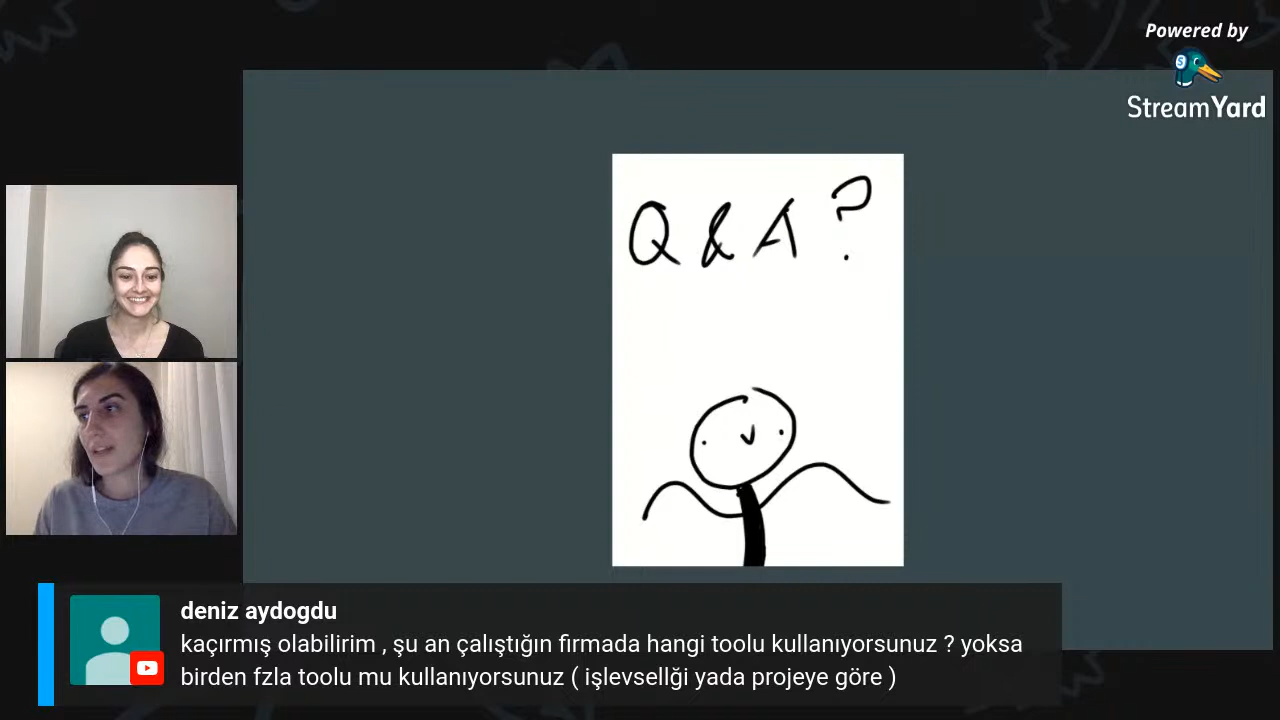 Powered by
StreamYard
Q & A ?
deniz aydogdu
kaçırmış olabilirim , şu an çalıştığın firmada hangi toolu kullanıyorsunuz ? yoksa
birden fzla toolu mu kullanıyorsunuz ( işlevsellği yada projeye göre )